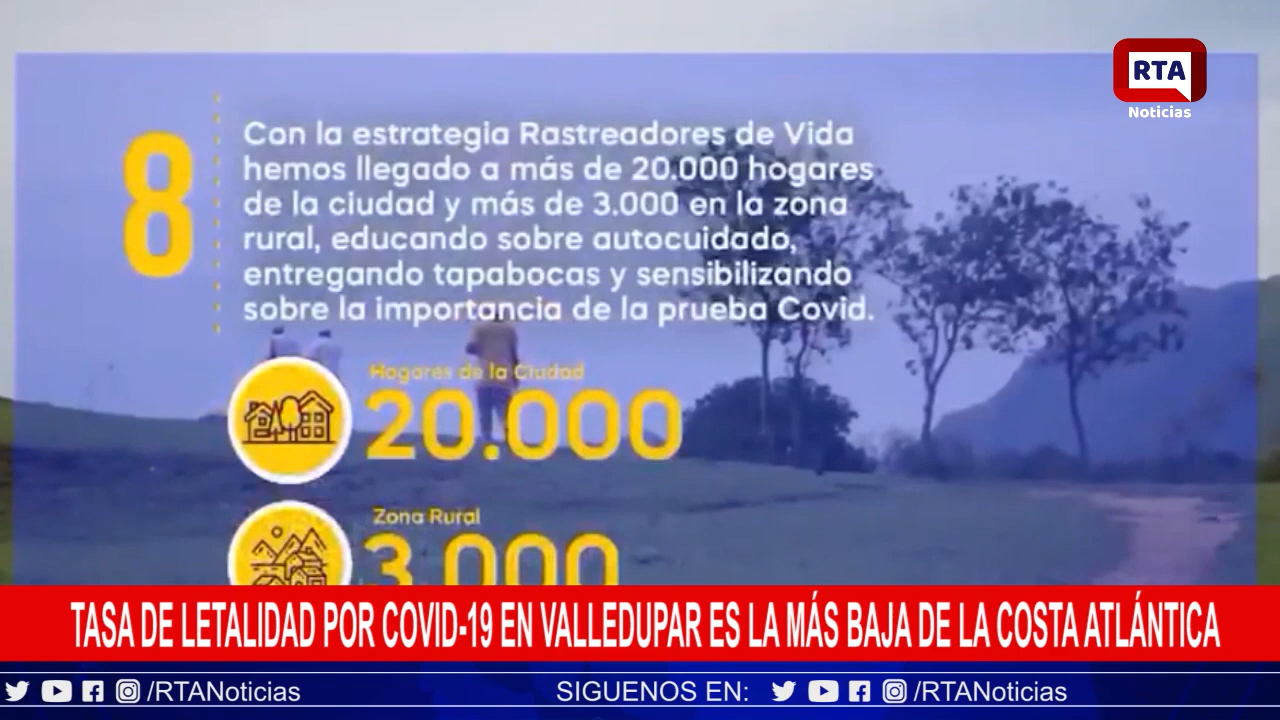 RTA
Noticias
8
Con la estrategia Rastreadores de Vida
hemos llegado a más de 20.000 hogares
de la ciudad y más de 3.000 en la zona
rural, educando sobre autocuidado,
entregando tapabocas y sensibilizando
sobre la importancia de la prueba Covid.
Hogares de la Ciudad
20.000
Zona Rural
3.000
TASA DE LETALIDAD POR COVID-19 EN VALLEDUPAR ES LA MÁS BAJA DE LA COSTA ATLÁNTICA
/RTANoticias SIGUENOS EN: /RTANoticias